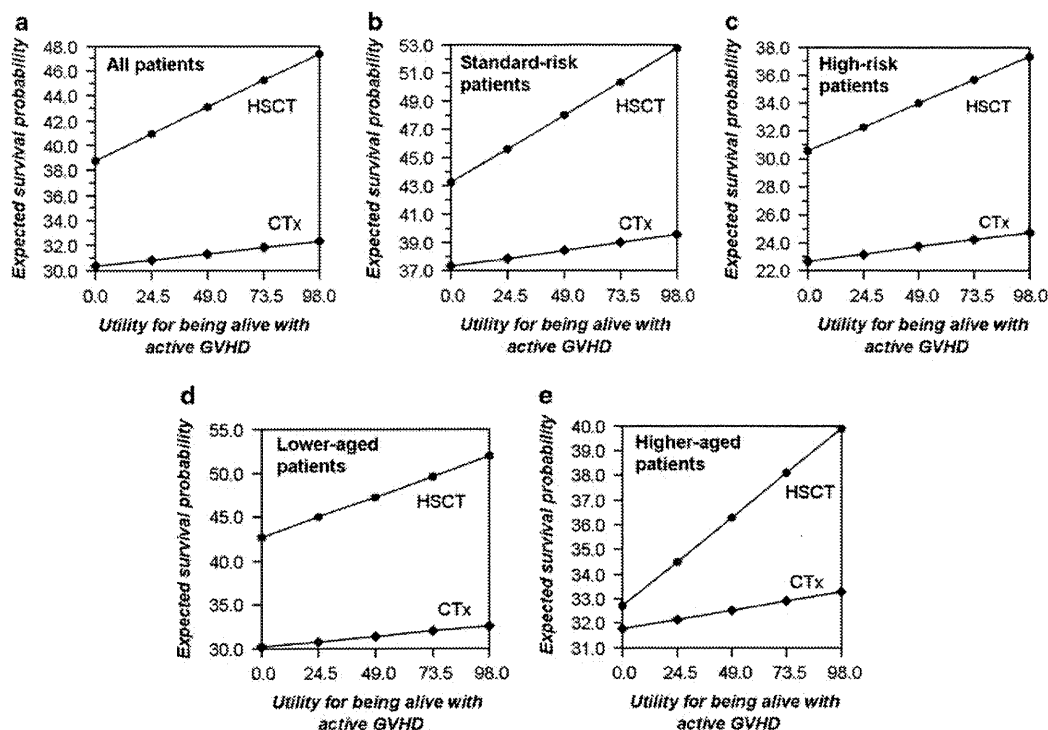 a
Expected survival probability
48.0
46.0
44.0
42.0
40.0
38.0
36.0
34.0
32.0
30.0
All patients
HSCT
CTx
0.0 24.5 49.0 73.5 98.0
Utility for being alive with
active GVHD
b
Expected survival probability
53.0
51.0
49.0
47.0
45.0
43.0
41.0
39.0
37.0
Standard-risk
patients
HSCT
CTx
0.0 24.5 49.0 73.5 98.0
Utility for being alive with
active GVHD
c
Expected survival probability
38.0
36.0
34.0
32.0
30.0
28.0
26.0
24.0
22.0
High-risk
patients
HSCT
CTx
0.0 24.5 49.0 73.5 98.0
Utility for being alive with
active GVHD
d
Expected survival probability
55.0
50.0
45.0
40.0
35.0
30.0
Lower-aged
patients
HSCT
CTx
0.0 24.5 49.0 73.5 98.0
Utility for being alive with
active GVHD
e
Expected survival probability
40.0
39.0
38.0
37.0
36.0
35.0
34.0
33.0
32.0
31.0
Higher-aged
patients
HSCT
CTx
0.0 24.5 49.0 73.5 98.0
Utility for being alive with
active GVHD